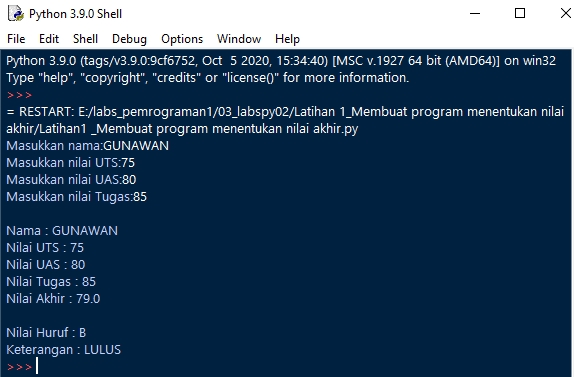 Python 3.9.0 Shell
File Edit Shell Debug Options Window Help
Python 3.9.0 (tags/v3.9.0:9cf6752, Oct  5 2020, 15:34:40) [MSC v.1927 64 bit (AMD64)] on win32
Type "help", "copyright", "credits" or "license()" for more information.
>>>
= RESTART: E:/labs_pemrograman1/03_labspy02/Latihan 1_Membuat program menentukan nilai
akhir/Latihan1 _Membuat program menentukan nilai akhir.py
Masukkan nama:GUNAWAN
Masukkan nilai UTS:75
Masukkan nilai UAS:80
Masukkan nilai Tugas:85
Nama : GUNAWAN
Nilai UTS : 75
Nilai UAS : 80
Nilai Tugas : 85
Nilai Akhir : 79.0
Nilai Huruf : B
Keterangan : LULUS
>>>